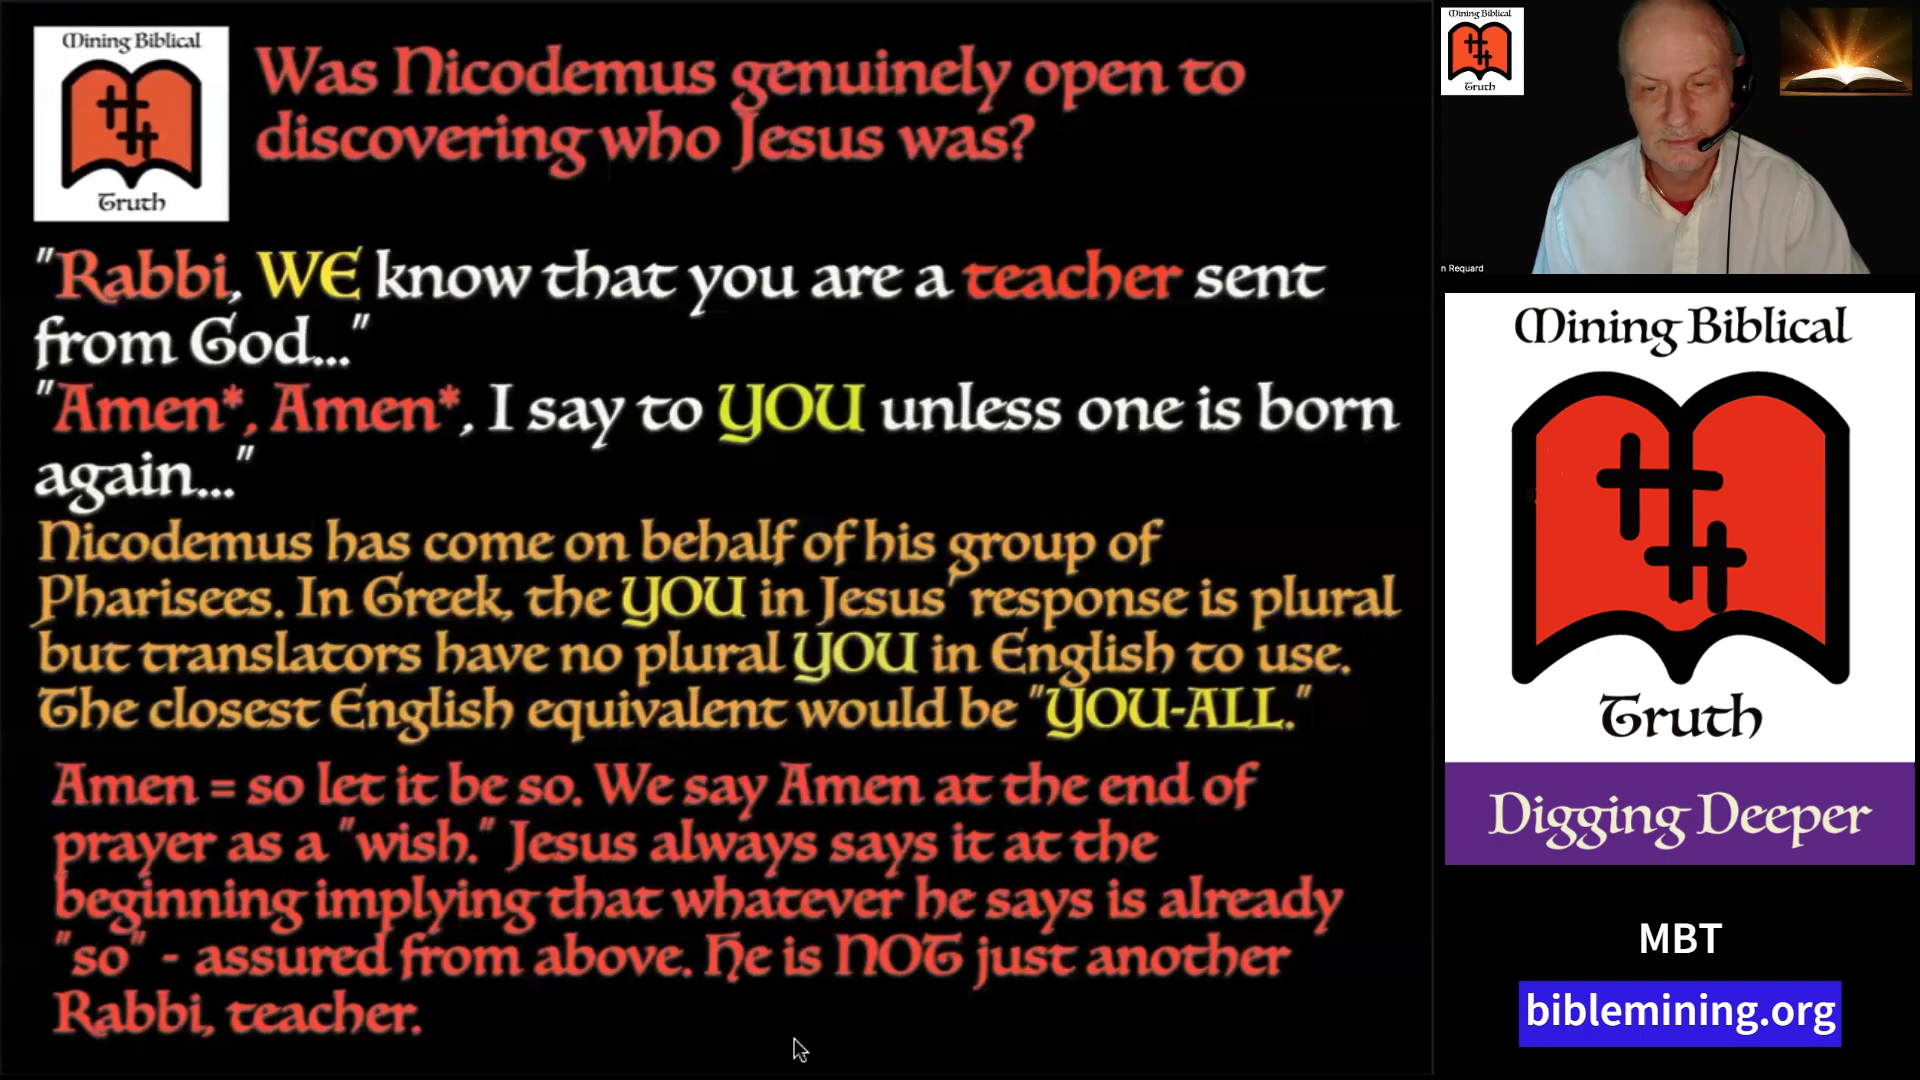 Mining Biblical
Truth
Was Nicodemus genuinely open to
discovering who Jesus was?
"Rabbi, WE know that you are a teacher sent
from God..."
"Amen*, Amen*, I say to YOU unless one is born
again..."
Nicodemus has come on behalf of his group of
Pharisees. In Greek, the YOU in Jesus' response is plural
but translators have no plural YOU in English to use.
The closest English equivalent would be "YOU-ALL."
Amen = so let it be so. We say Amen at the end of
prayer as a "wish." Jesus always says it at the
beginning implying that whatever he says is already
"so" - assured from above. He is NOT just another
Rabbi, teacher.
Mining Biblical
Truth
n Requard
Mining Biblical
Truth
Digging Deeper
MBT
biblemining.org